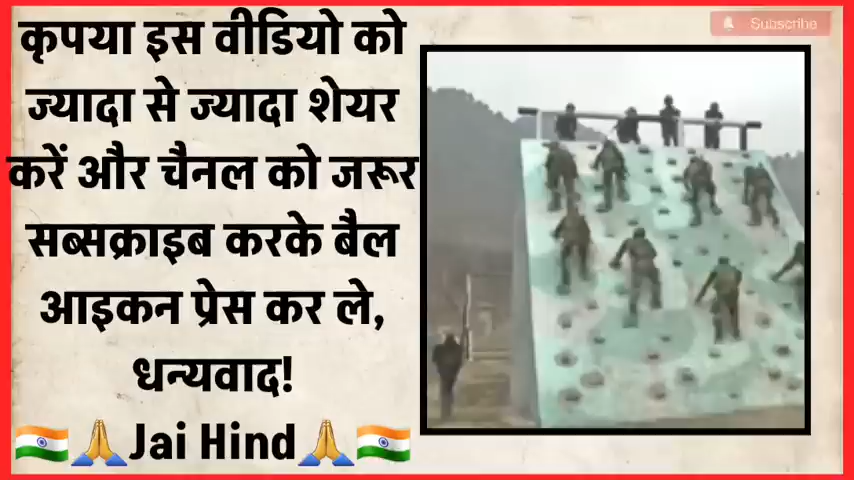 कृपया इस वीडियो को
ज्यादा से ज्यादा शेयर
करें और चैनल को जरूर
सब्सक्राइब करके बैल
आइकन प्रेस कर ले,
धन्यवाद!
🇮🇳🙏Jai Hind🙏🇮🇳
Subscribe